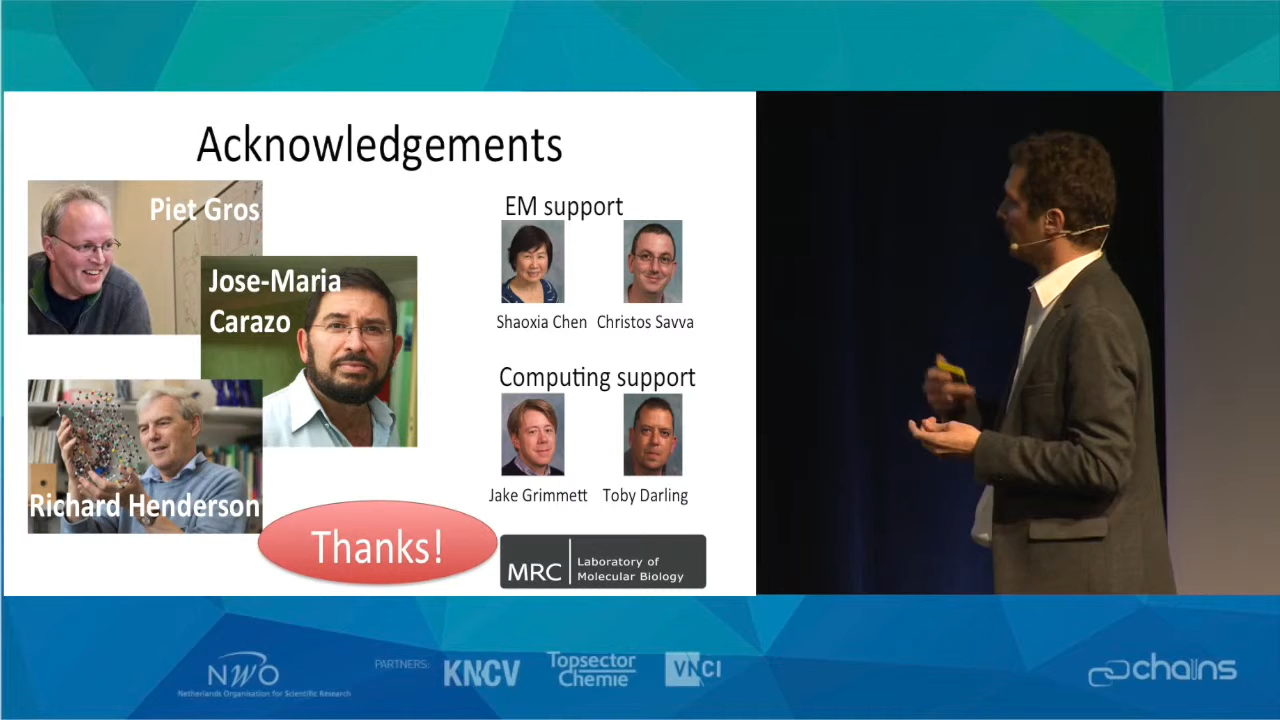 Acknowledgements
Piet Gros
Jose-Maria
Carazo
Richard Henderson
Thanks!
EM support
Shaoxia Chen Christos Savva
Computing support
Jake Grimmett Toby Darling
MRC Laboratory of
Molecular Biology
NWO
Netherlands Organisation for Scientific Research
PARTNERS:
KNCV
Topsector
Chemie
VNCI
chains